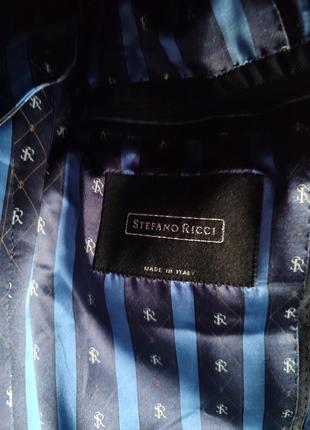 STEFANO RICCI
MADE IN ITALY